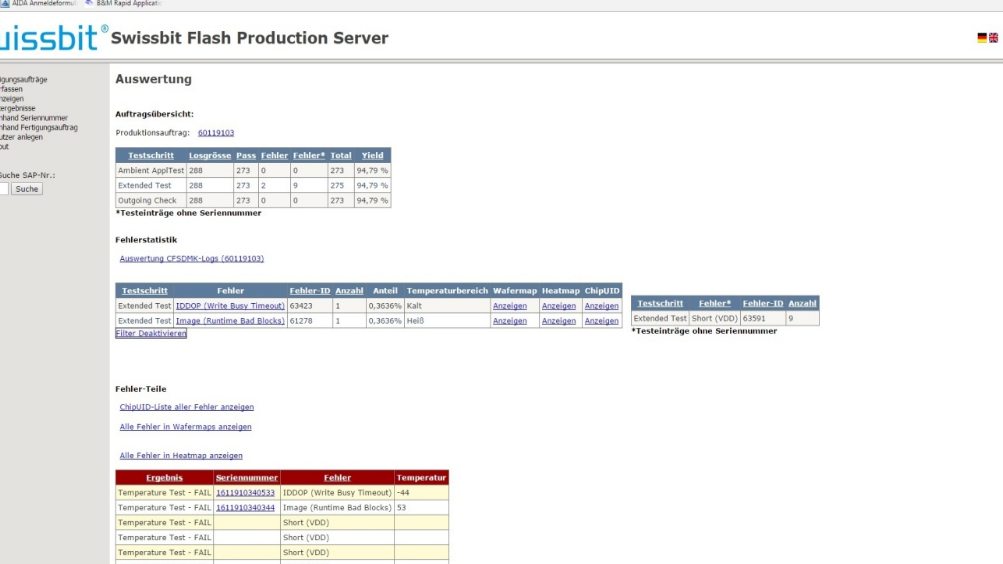 AIDA Anmeldeformul B&M Rapid Applicati
uissbit® Swissbit Flash Production Server
igungsaufträge
rfassen
nzeigen
ergebnisse
nhand Seriennummer
nhand Fertigungsauftrag
utzer anlegen
out
Suche SAP-Nr.:
Suche
Auswertung
Auftragsübersicht:
Produktionsauftrag: 60119103
Testschritt Losgrösse Pass Fehler Fehler* Total Yield
Ambient ApplTest 288 273 0 0 273 94,79 %
Extended Test 288 273 2 9 275 94,79 %
Outgoing Check 288 273 0 0 273 94,79 %
*Testeinträge ohne Seriennummer
Fehlerstatistik
Auswertung CFSDMK-Logs (60119103)
Testschritt Fehler Fehler-ID Anzahl Anteil Temperaturbereich Wafermap Heatmap ChipUID
Extended Test IDDOP (Write Busy Timeout) 63423 1 0,3636% Kalt Anzeigen Anzeigen Anzeigen
Extended Test Image (Runtime Bad Blocks) 61278 1 0,3636% Heiß Anzeigen Anzeigen Anzeigen
Filter Deaktivieren
Testschritt Fehler* Fehler-ID Anzahl
Extended Test Short (VDD) 63591 9
*Testeinträge ohne Seriennummer
Fehler-Teile
ChipUID-Liste aller Fehler anzeigen
Alle Fehler in Wafermaps anzeigen
Alle Fehler in Heatmap anzeigen
Ergebnis Seriennummer Fehler Temperatur
Temperature Test - FAIL 1611910340533 IDDOP (Write Busy Timeout) -44
Temperature Test - FAIL 1611910340344 Image (Runtime Bad Blocks) 53
Temperature Test - FAIL Short (VDD)
Temperature Test - FAIL Short (VDD)
Temperature Test - FAIL Short (VDD)